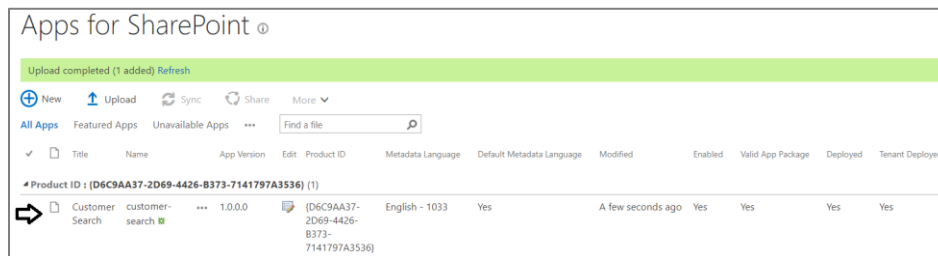 Apps for SharePoint
Upload completed (1 added) Refresh
New Upload Sync Share More
All Apps Featured Apps Unavailable Apps ••• Find a file
Title Name App Version Edit Product ID Metadata Language Default Metadata Language Modified Enabled Valid App Package Deployed Tenant Deploye
Product ID : {D6C9AA37-2D69-4426-B373-7141797A3536} (1)
Customer customer- ••• 1.0.0.0 {D6C9AA37- English - 1033 Yes A few seconds ago Yes Yes Yes Yes
Search search 2D69-4426-
B373-
7141797A3536}